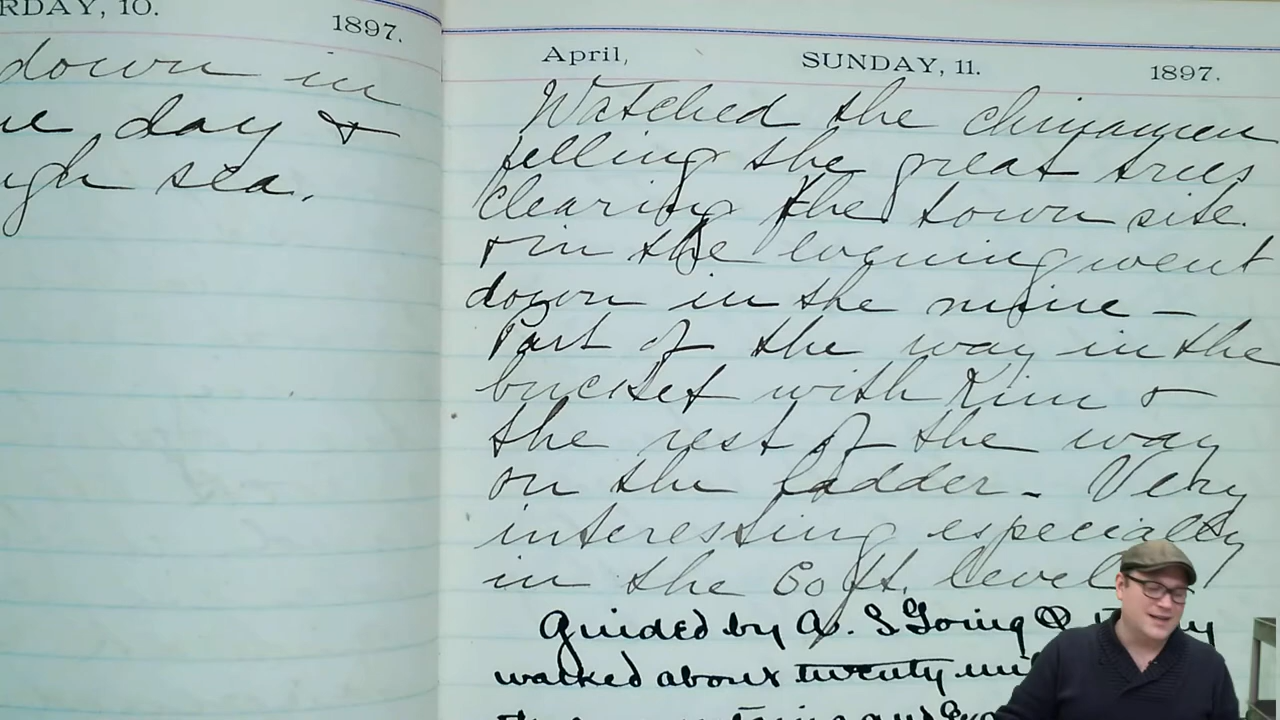 RDAY, 10. 1897.
down in
day &
sea.
April, SUNDAY, 11. 1897.
Watched the chinamen
felling the great trees
clearing the town site.
& in the evening went
down in the mine –
Part of the way in the
bucket with Kim &
the rest of the way
on the ladder – Very
interesting especially
in the 60 ft. level
Guided by A. S Going
walked about twenty